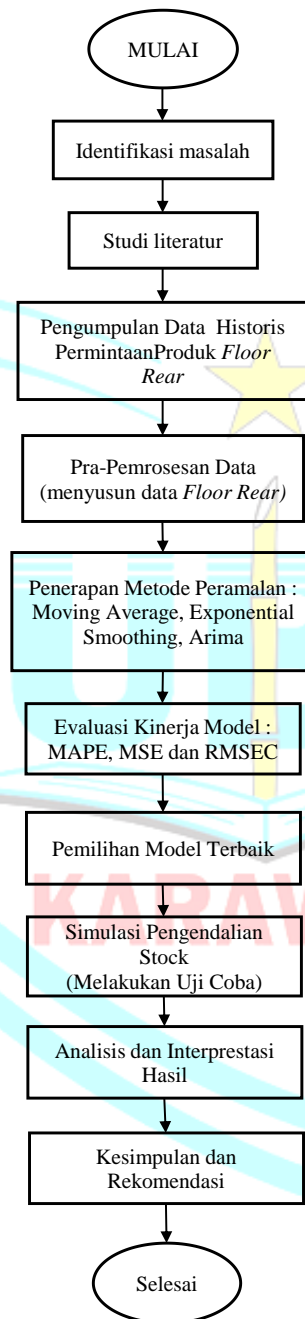 MULAI
Identifikasi masalah
Studi literatur
Pengumpulan Data Historis
PermintaanProduk Floor
Rear
Pra-Pemrosesan Data
(menyusun data Floor Rear)
Penerapan Metode Peramalan :
Moving Average, Exponential
Smoothing, Arima
Evaluasi Kinerja Model :
MAPE, MSE dan RMSEC
Pemilihan Model Terbaik
Simulasi Pengendalian
Stock
(Melakukan Uji Coba)
Analisis dan Interprestasi
Hasil
Kesimpulan dan
Rekomendasi
Selesai